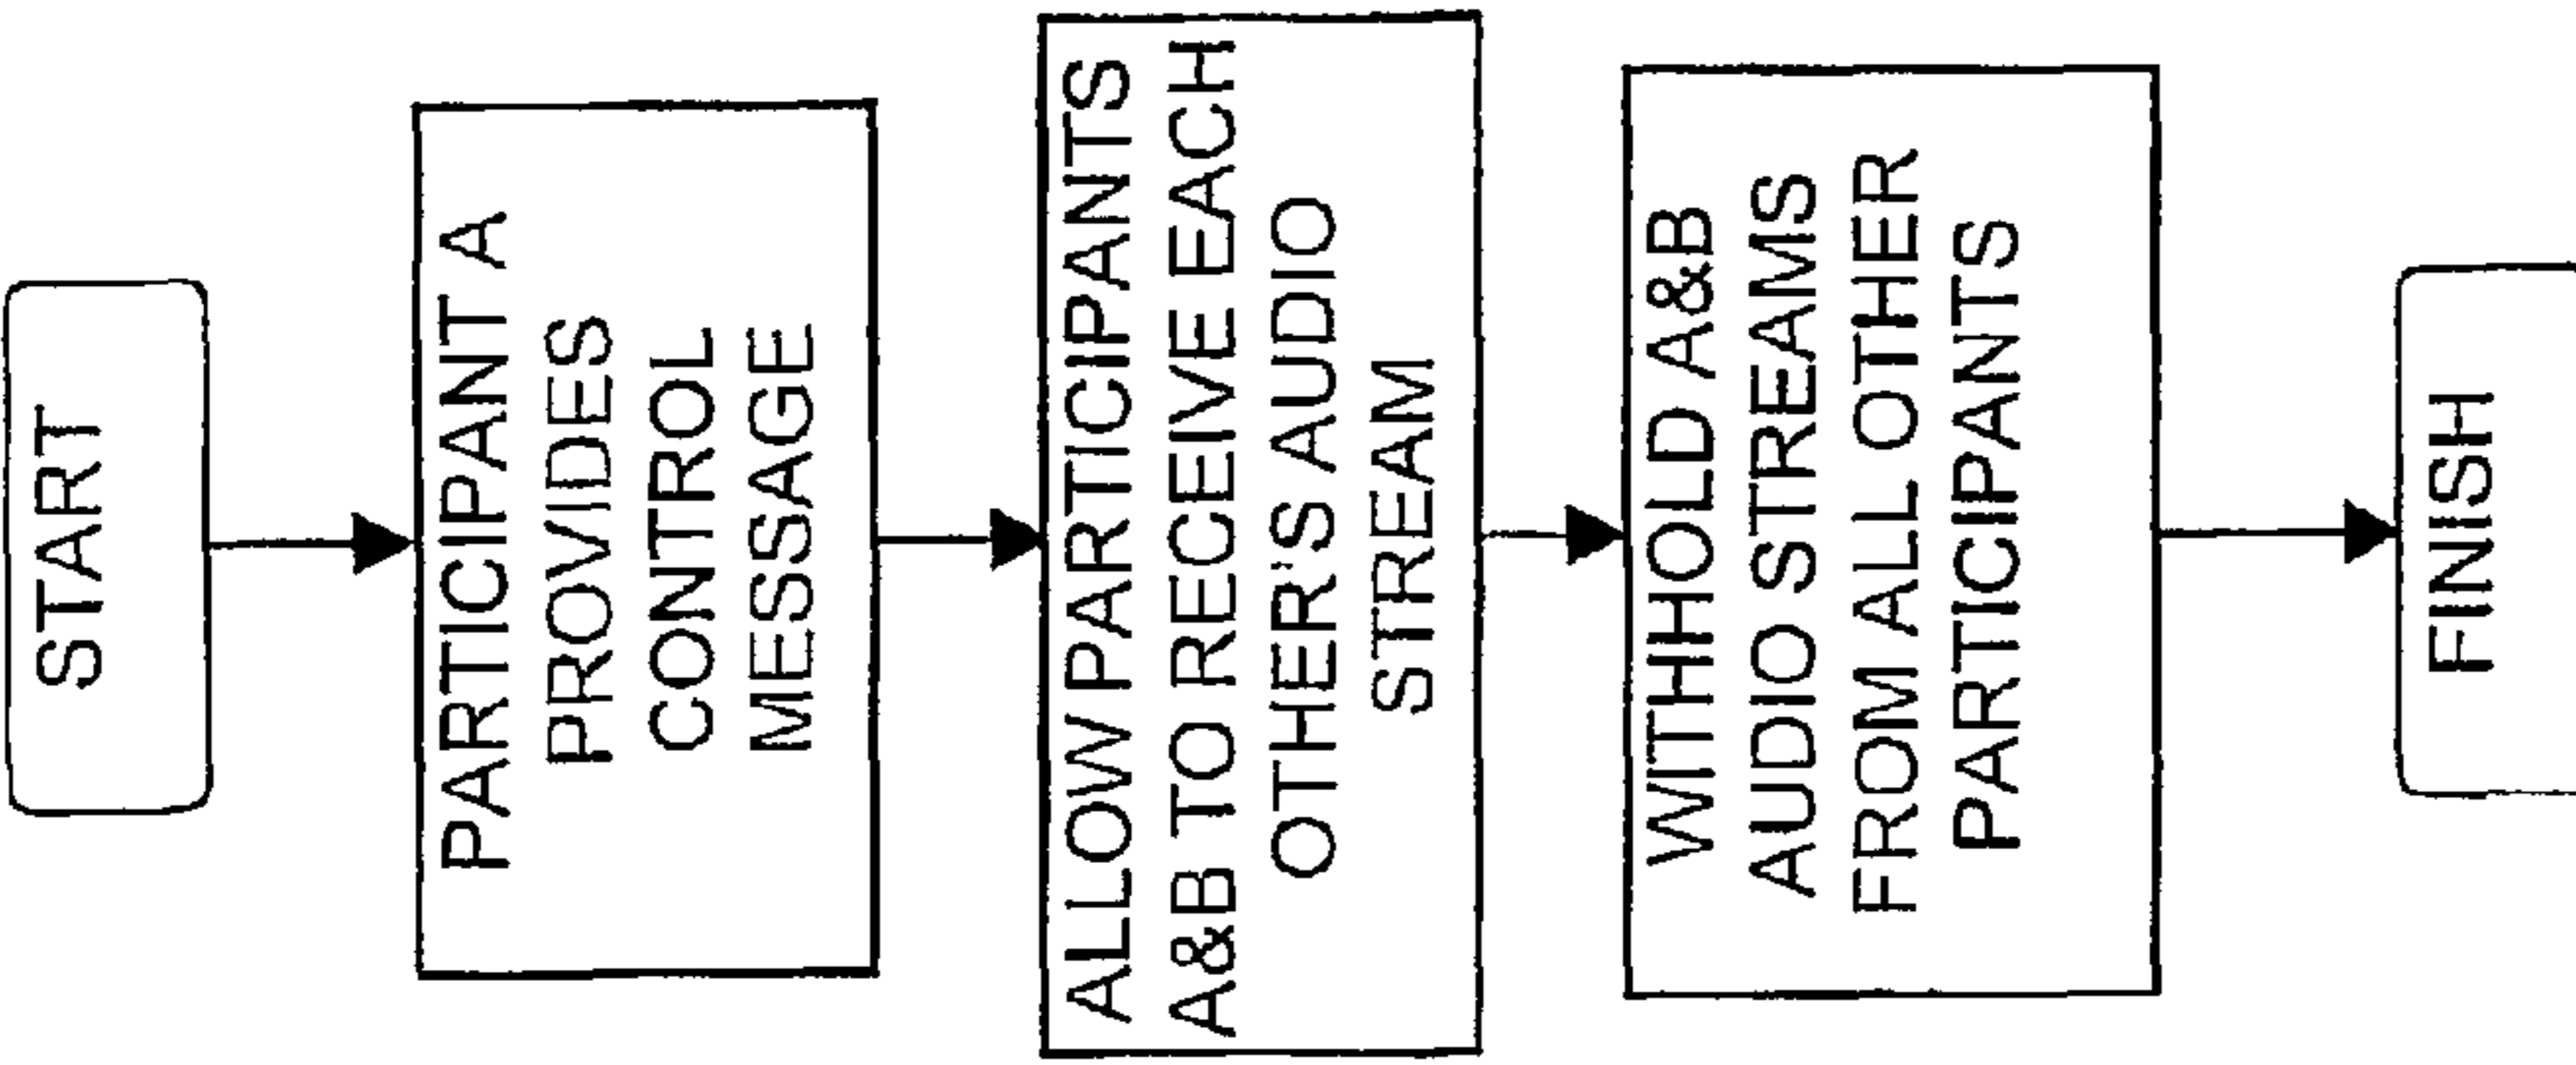 START
PARTICIPANT A
PROVIDES
CONTROL
MESSAGE
ALLOW PARTICIPANTS
A&B TO RECEIVE EACH
OTHER'S AUDIO
STREAM
WITHHOLD A&B
AUDIO STREAMS
FROM ALL OTHER
PARTICIPANTS
FINISH